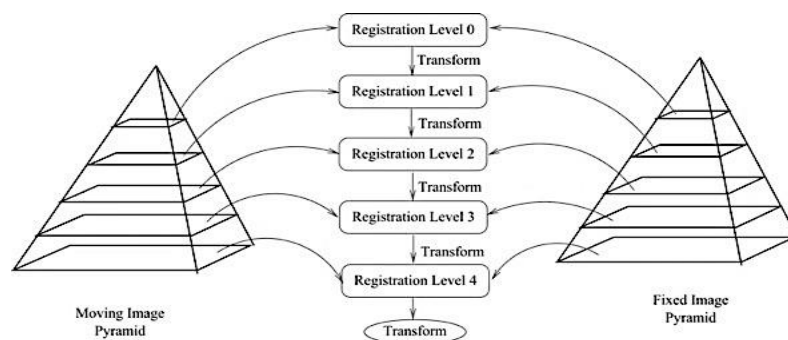 Registration Level 0
Transform
Registration Level 1
Transform
Registration Level 2
Transform
Registration Level 3
Transform
Registration Level 4
Transform
Moving Image
Pyramid
Fixed Image
Pyramid